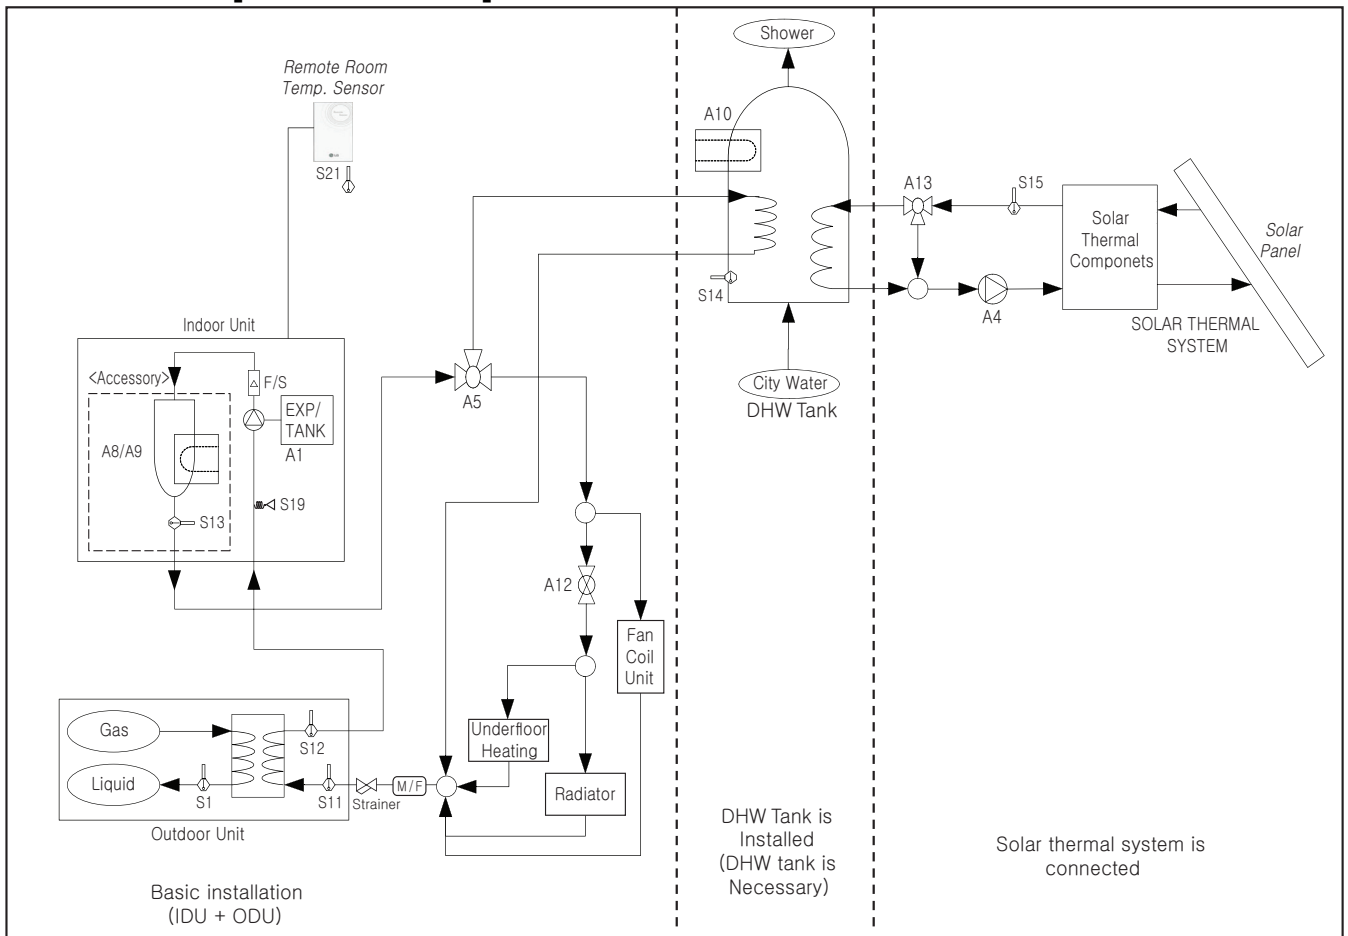 Shower
Remote Room
Temp. Sensor
S21
A10
A13
S15
Solar
Thermal
Componets
Solar
Panel
S14
A4
SOLAR THERMAL
SYSTEM
City Water
DHW Tank
Indoor Unit
<Accessory>
F/S
EXP/
TANK
A1
A8/A9
S19
S13
A5
A12
Fan
Coil
Unit
Underfloor
Heating
Radiator
Gas
Liquid
S12
S1
S11
Strainer
M/F
Outdoor Unit
Basic installation
(IDU + ODU)
DHW Tank is
Installed
(DHW tank is
Necessary)
Solar thermal system is
connected